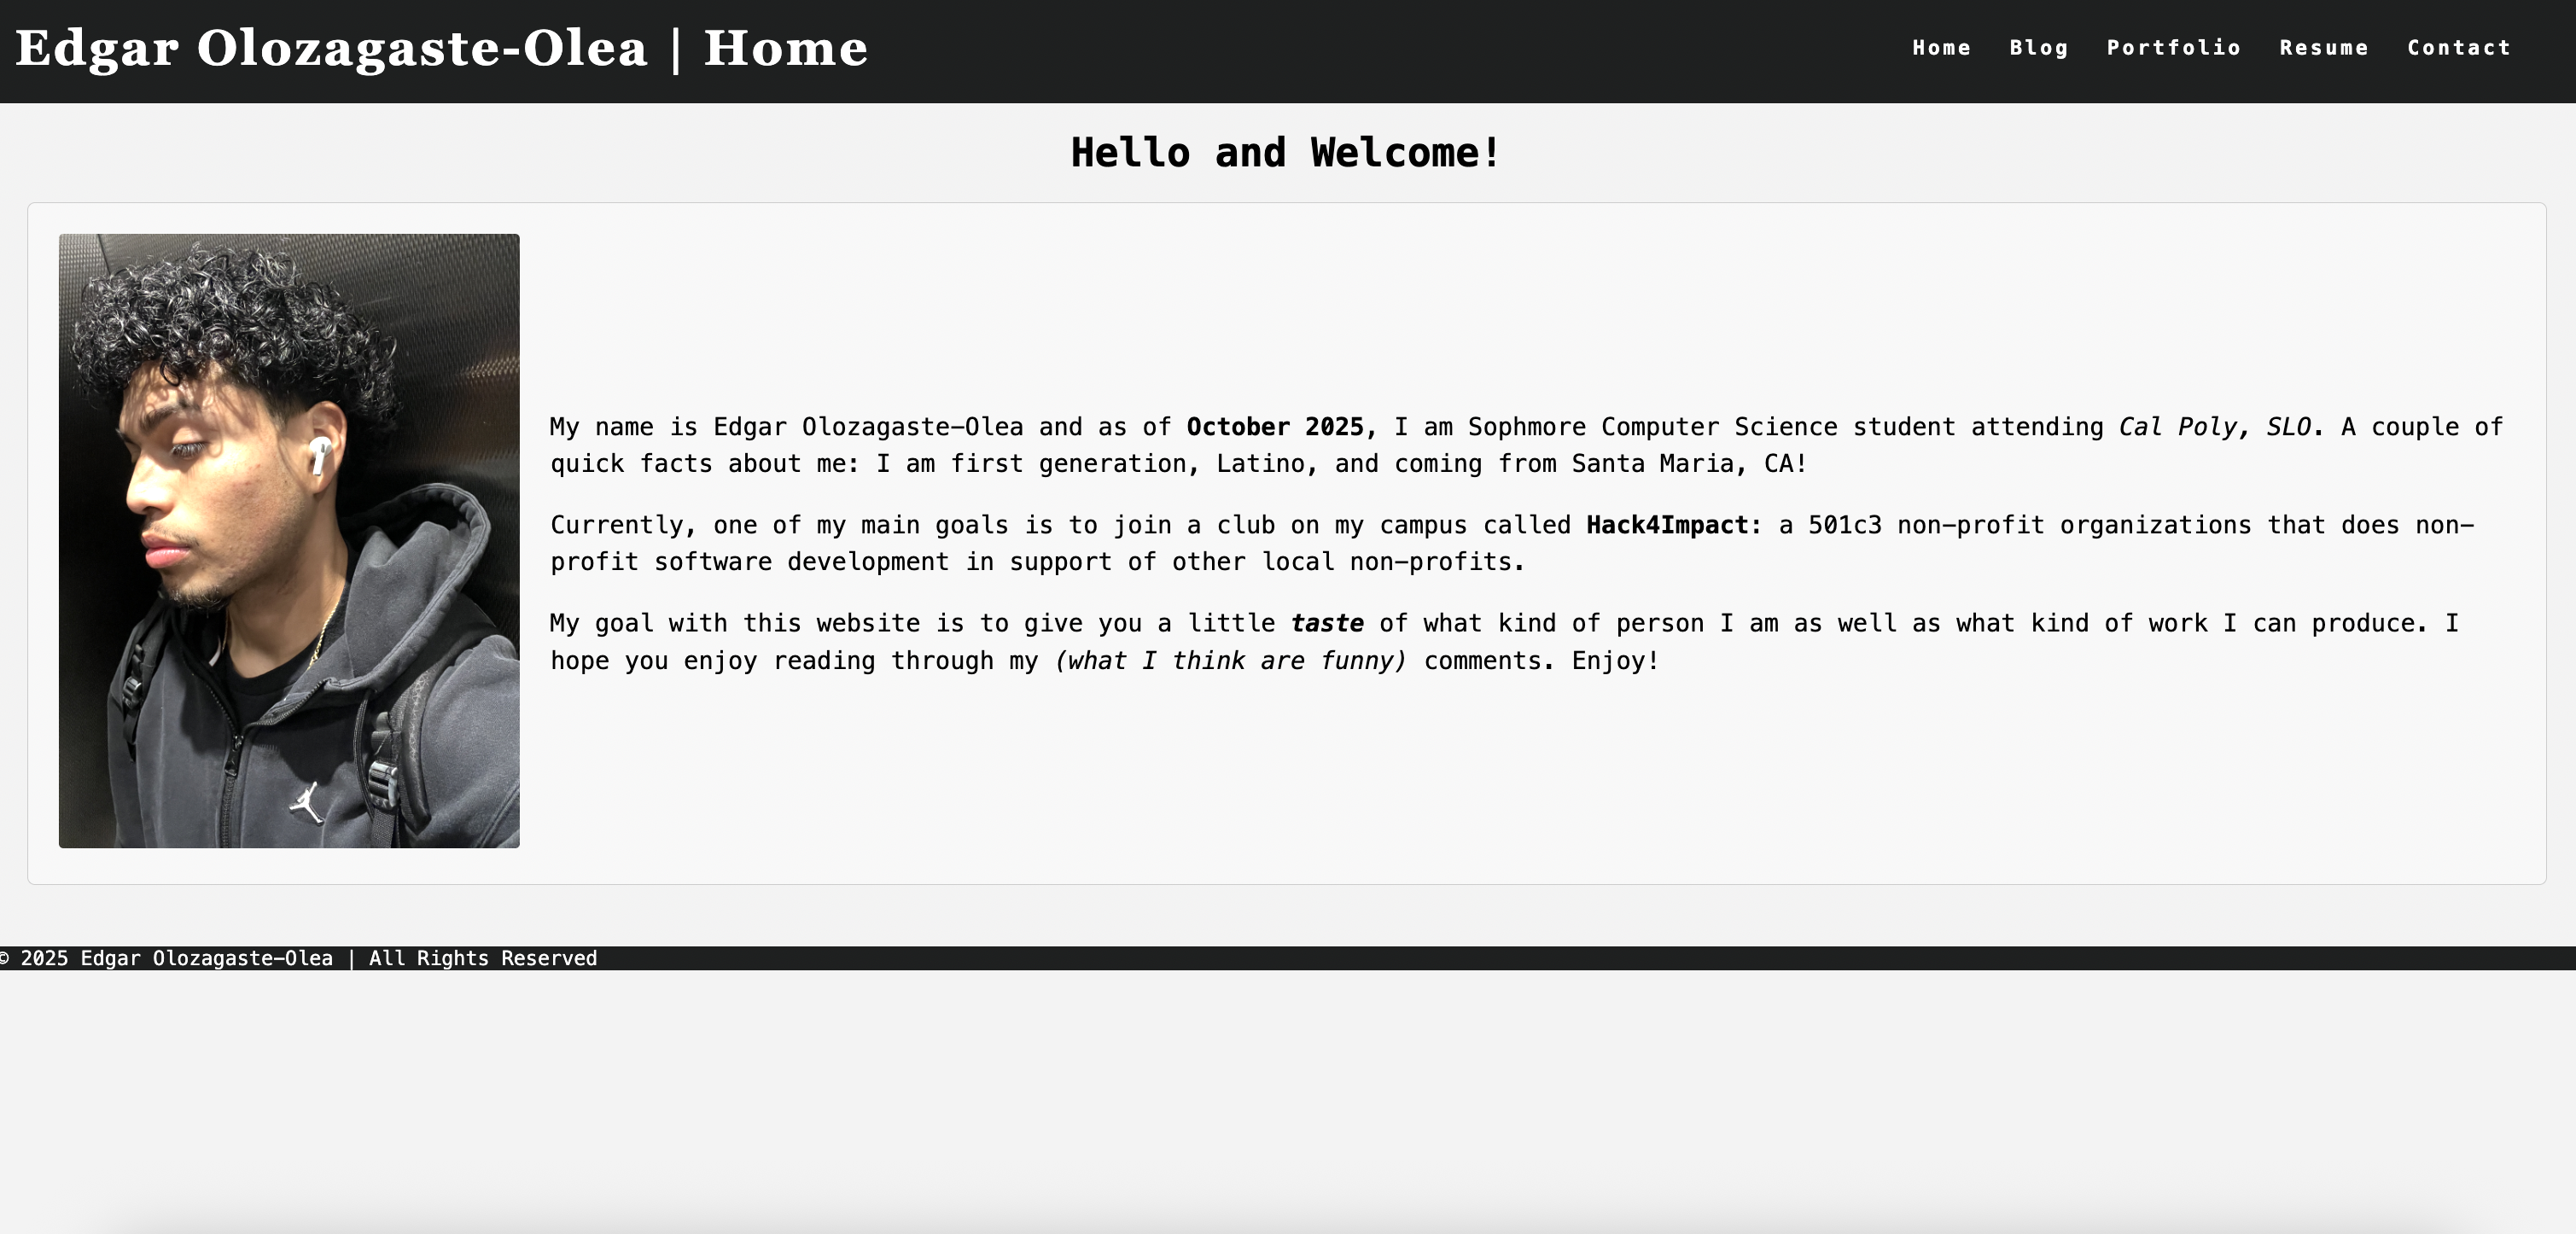 Edgar Olozagaste-Olea | Home
Home Blog Portfolio Resume Contact
Hello and Welcome!
My name is Edgar Olozagaste-Olea and as of October 2025, I am Sophmore Computer Science student attending Cal Poly, SLO. A couple of
quick facts about me: I am first generation, Latino, and coming from Santa Maria, CA!
Currently, one of my main goals is to join a club on my campus called Hack4Impact: a 501c3 non-profit organizations that does non-
profit software development in support of other local non-profits.
My goal with this website is to give you a little taste of what kind of person I am as well as what kind of work I can produce. I
hope you enjoy reading through my (what I think are funny) comments. Enjoy!
© 2025 Edgar Olozagaste-Olea | All Rights Reserved